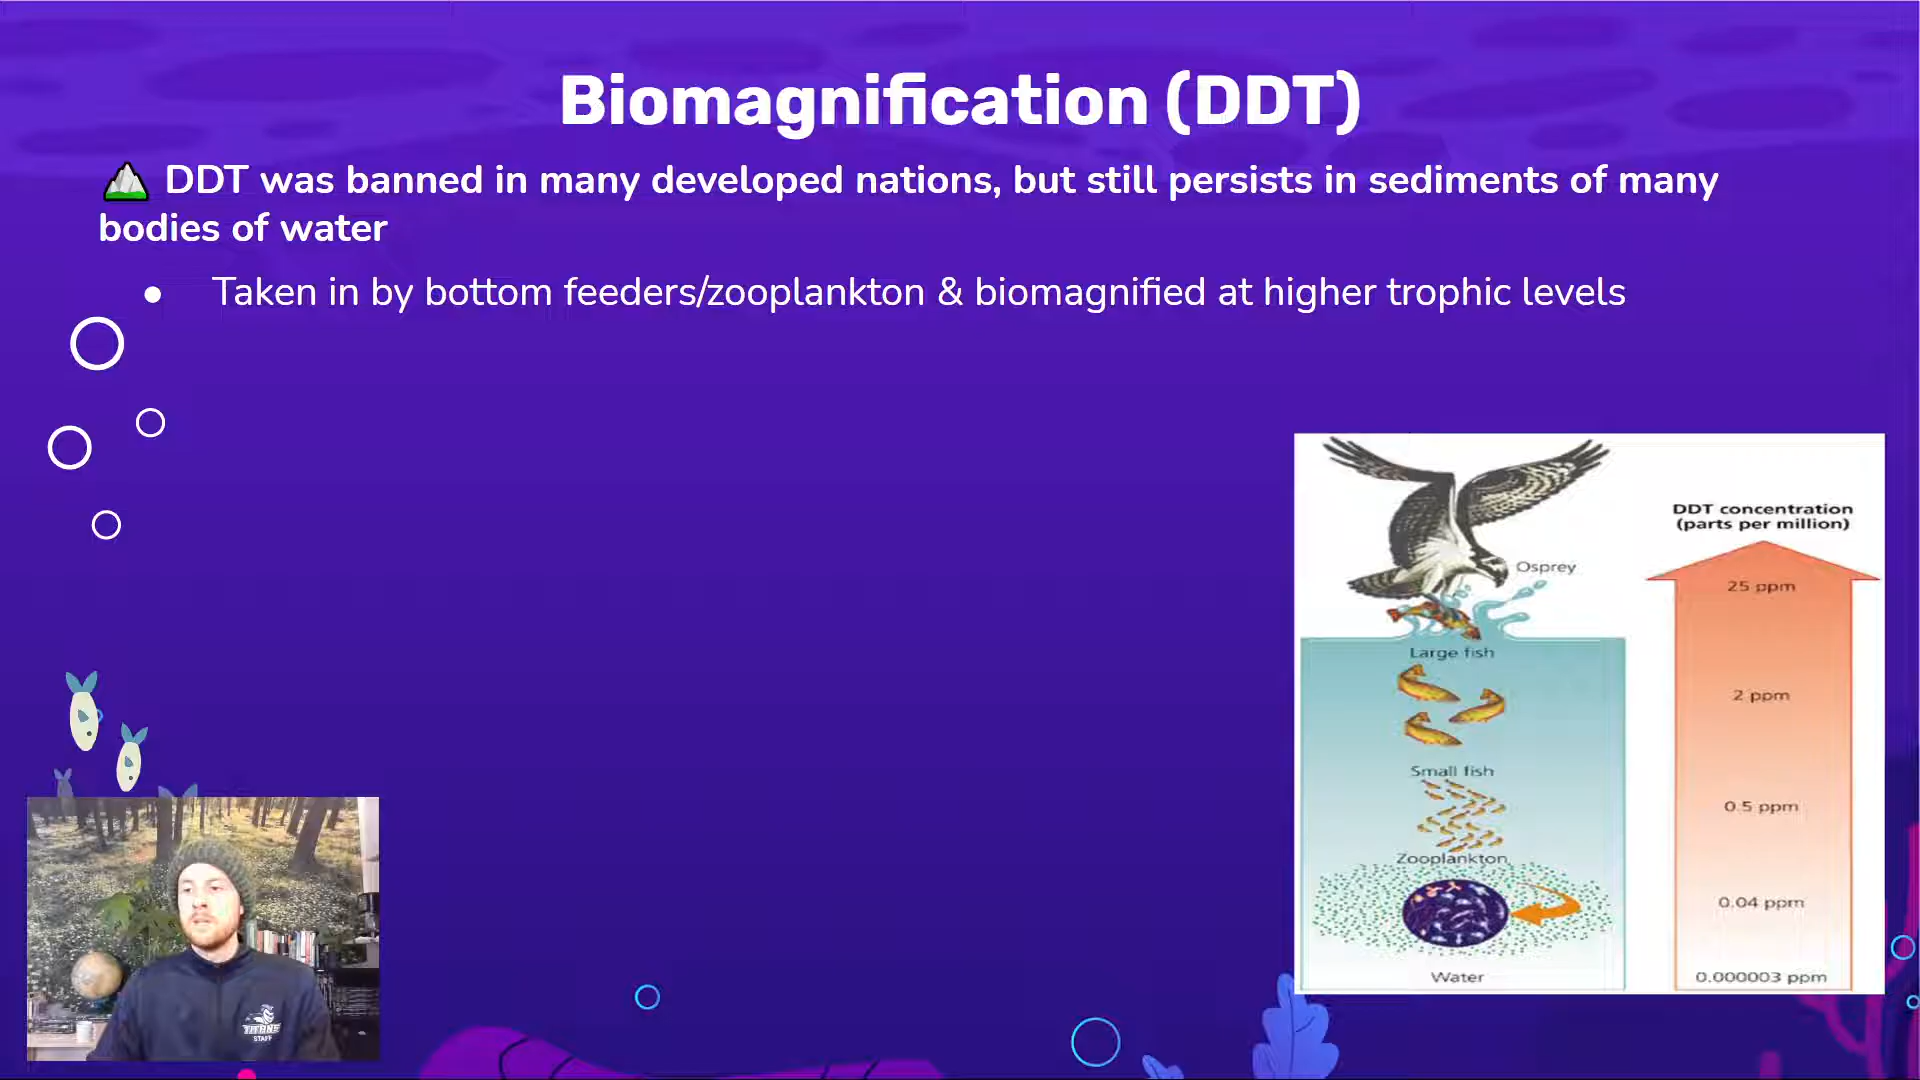 Biomagnification (DDT)
DDT was banned in many developed nations, but still persists in sediments of many
bodies of water
● Taken in by bottom feeders/zooplankton & biomagnified at higher trophic levels
DDT concentration
(parts per million)
Osprey
25 ppm
Large fish
2 ppm
Small fish
0.5 ppm
Zooplankton
0.04 ppm
Water
0.000003 ppm
TITANS
STAFF